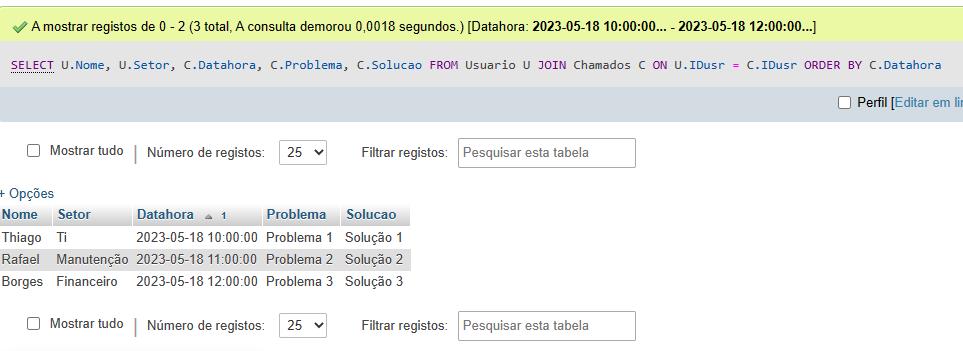 A mostrar registos de 0 - 2 (3 total, A consulta demorou 0,0018 segundos.) [Datahora: 2023-05-18 10:00:00... - 2023-05-18 12:00:00...]
SELECT U.Nome, U.Setor, C.Datahora, C.Problema, C.Solucao FROM Usuario U JOIN Chamados C ON U.IDusr = C.IDusr ORDER BY C.Datahora
Perfil [Editar em
Mostrar tudo | Número de registos: 25 Filtrar registos: Pesquisar esta tabela
+ Opções
Nome Setor Datahora 1 Problema Solucao
Thiago Ti 2023-05-18 10:00:00 Problema 1 Solução 1
Rafael Manutenção 2023-05-18 11:00:00 Problema 2 Solução 2
Borges Financeiro 2023-05-18 12:00:00 Problema 3 Solução 3
Mostrar tudo | Número de registos: 25 Filtrar registos: Pesquisar esta tabela